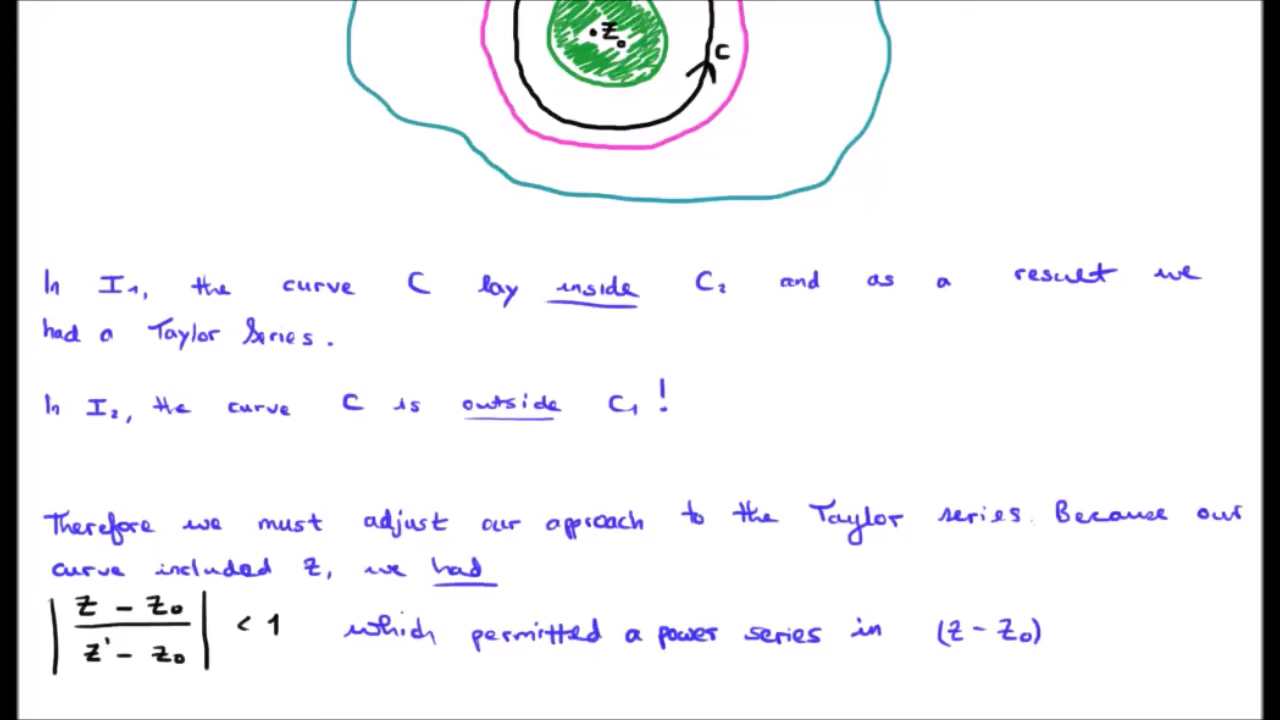 . Z₀
C
In I₁, the curve C lay inside C₂ and as a result we
had a Taylor Series.
In I₂, the curve C is outside C₁!
Therefore we must adjust our approach to the Taylor series. Because our
curve included z, we had
| (z - z₀) / (z' - z₀) | < 1 which permitted a power series in (z - z₀)